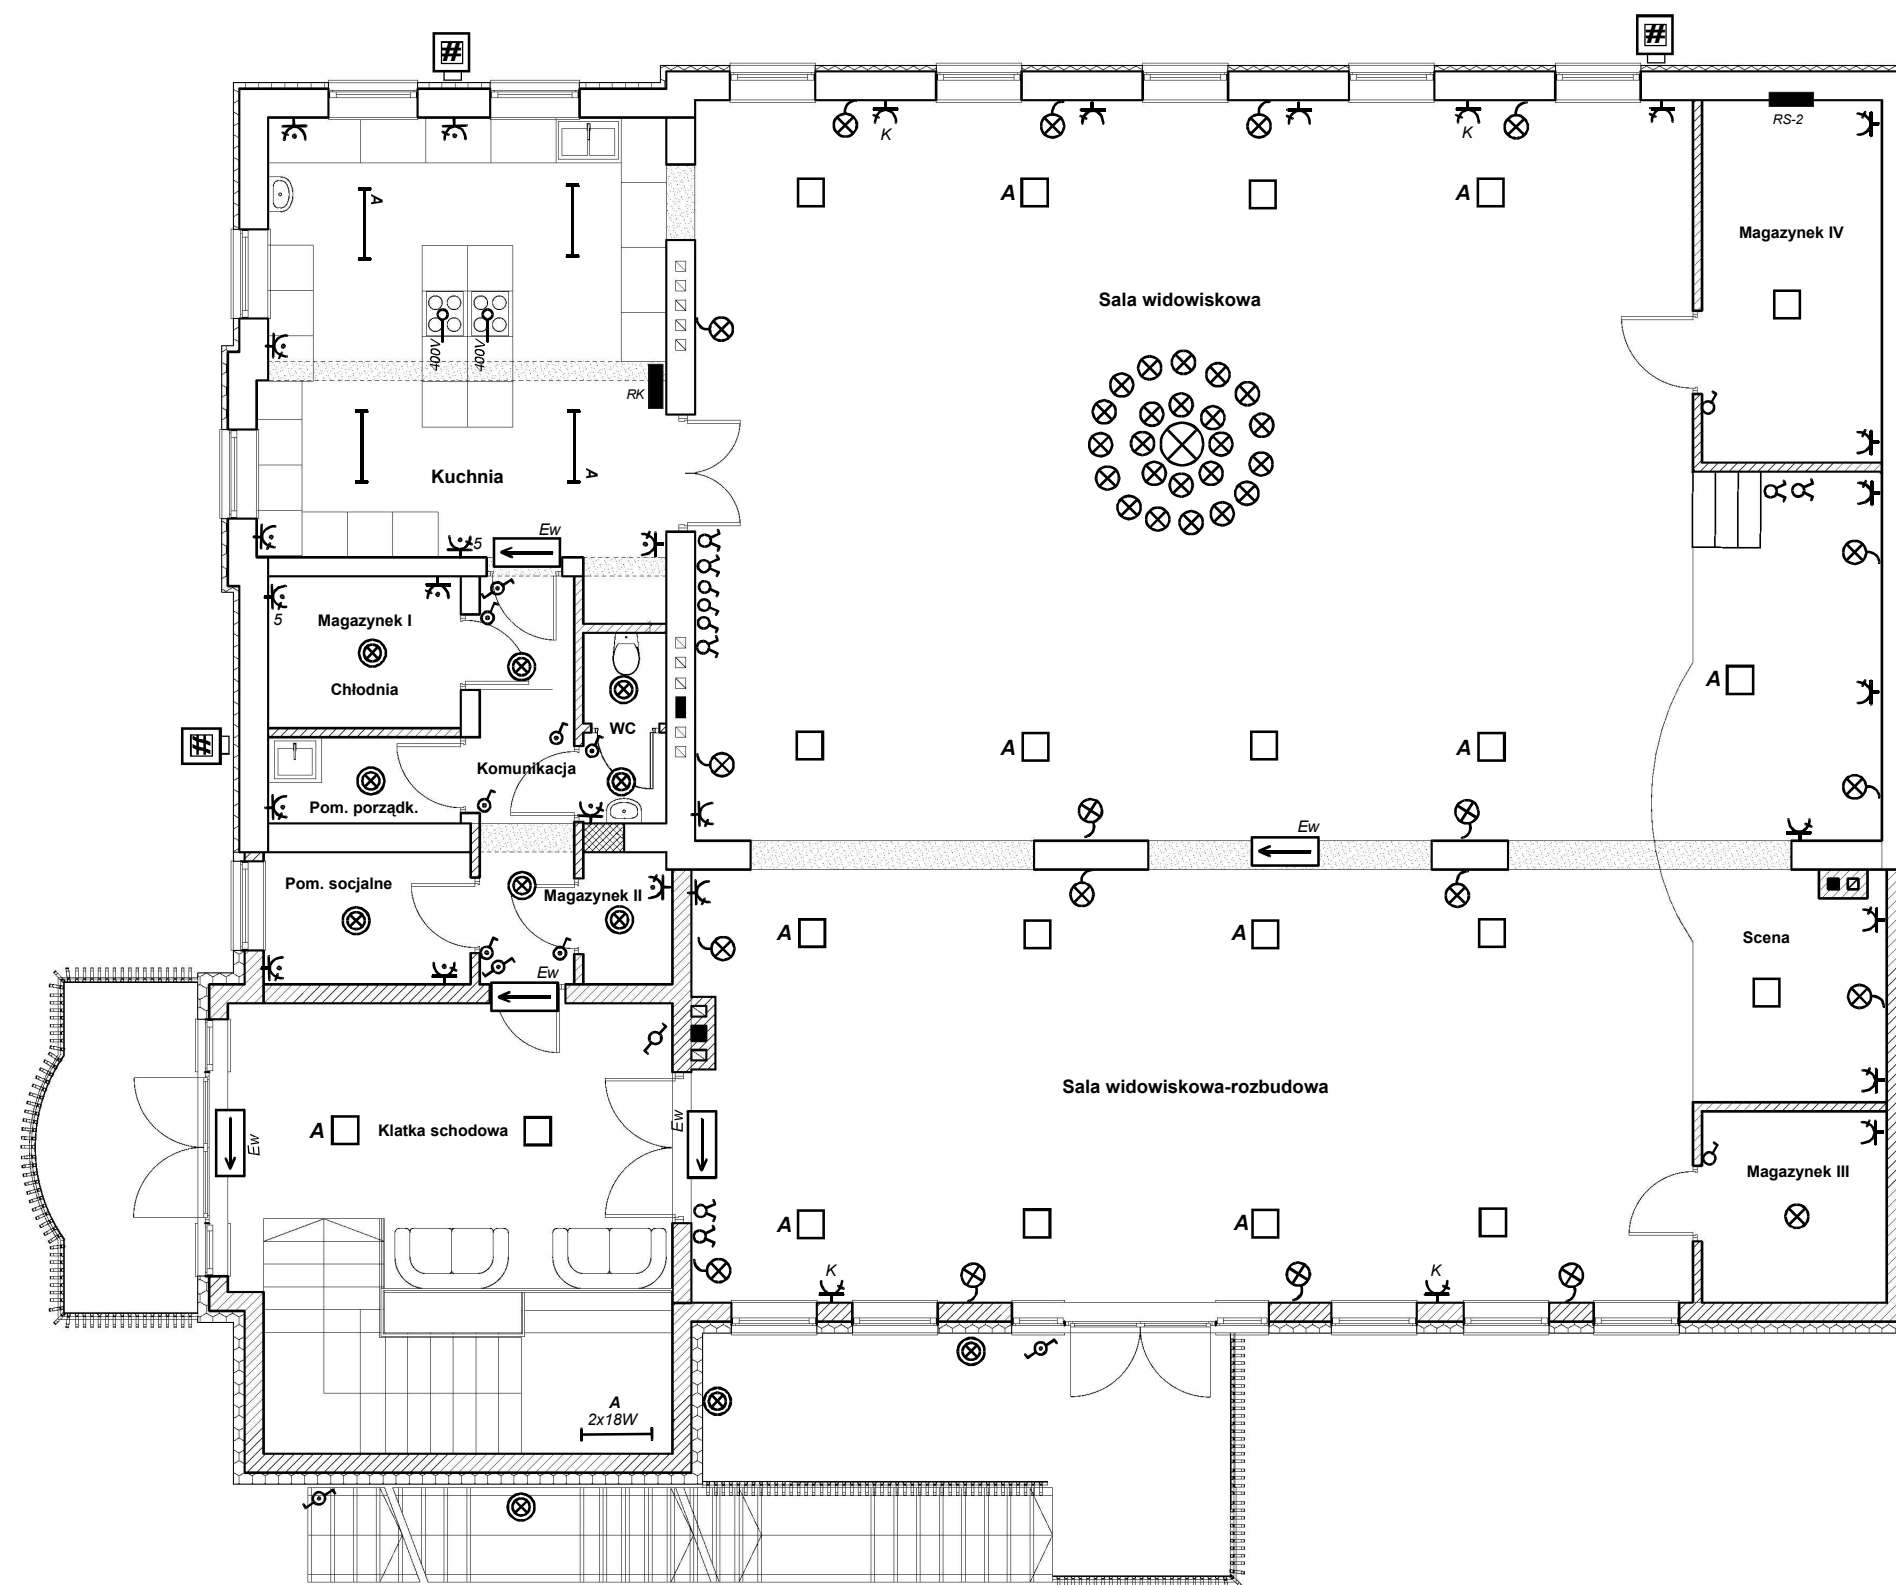 #
#
K
K
RS-2
A
A
A
Magazynek IV
Sala widowiskowa
400V
400V
RK
Kuchnia
A
Ew
5
5
Magazynek I
Chłodnia
WC
A
#
A
A
Komunikacja
Pom. porządk.
Ew
Pom. socjalne
Magazynek II
A
A
Scena
Ew
Sala widowiskowa-rozbudowa
Ew
Ew
A
Klatka schodowa
Magazynek III
A
A
K
K
A
2x18W